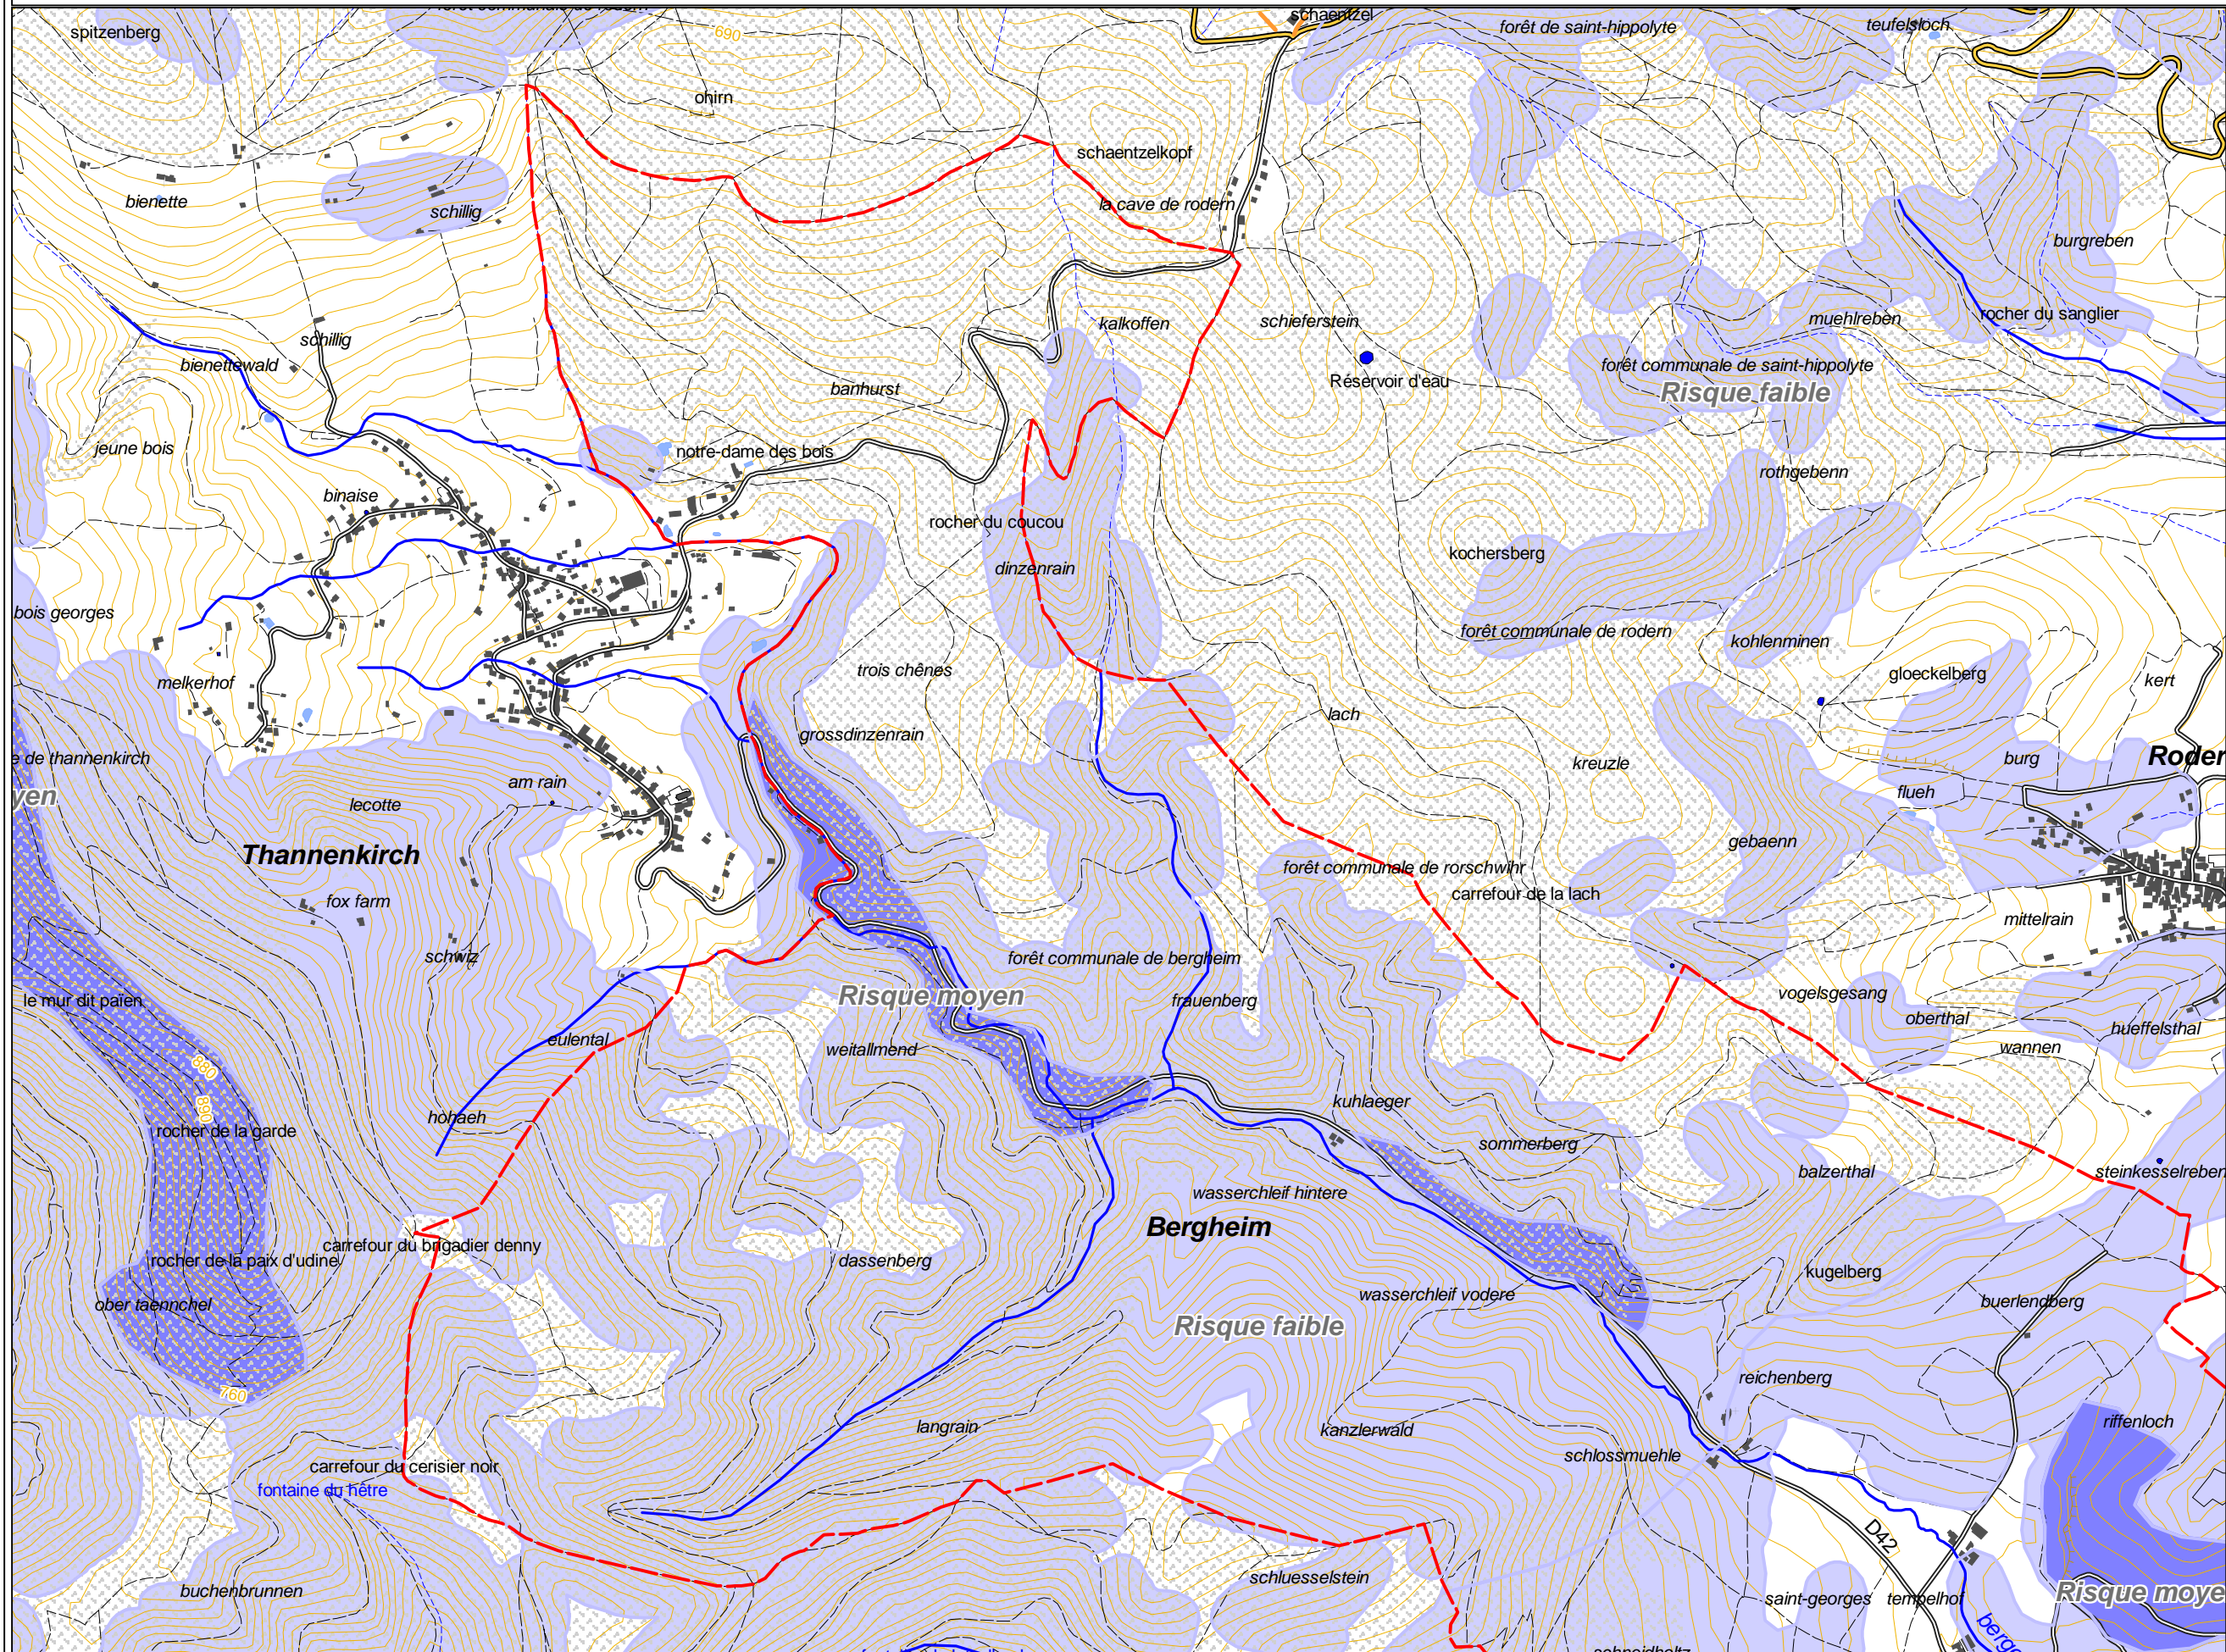 schaentzel
spitzenberg
690
forêt de saint-hippolyte
teufelsloch
ohirn
schaentzelkopf
bienette
schillig
la cave de rodern
burgreben
schillig
kalkoffen
schieferstein
muehlreben
rocher du sanglier
bienettewald
banhurst
Réservoir d'eau
forêt communale de saint-hippolyte
Risque faible
jeune bois
notre-dame des bois
rothgebenn
binaise
rocher du coucou
dinzenrain
kochersberg
bois georges
forêt communale de rodern
kohlenminen
melkerhof
trois chênes
gloeckelberg
kert
lach
grossdinzenrain
e de thannenkirch
am rain
kreuzle
burg
Roder
yen
lecotte
flueh
Thannenkirch
gebaenn
forêt communale de rorschwihr
carrefour de la lach
fox farm
mittelrain
schwiz
forêt communale de bergheim
Risque moyen
frauenberg
vogelsgesang
le mur dit païen
oberthal
hueffelsthal
eulental
weitallmend
wannen
880
890
hohaeh
kuhlaeger
rocher de la garde
sommerberg
balzerthal
steinkesselreben
wasserchleif hintere
Bergheim
carrefour du brigadier denny
rocher de la paix d'udine
dassenberg
kugelberg
ober taennchel
wasserchleif vodere
buerlendberg
Risque faible
reichenberg
760
langrain
kanzlerwald
riffenloch
schlossmuehle
carrefour du cerisier noir
fontaine du hêtre
D42
schluesselstein
buchenbrunnen
saint-georges
tempelhof
Risque moye
berge